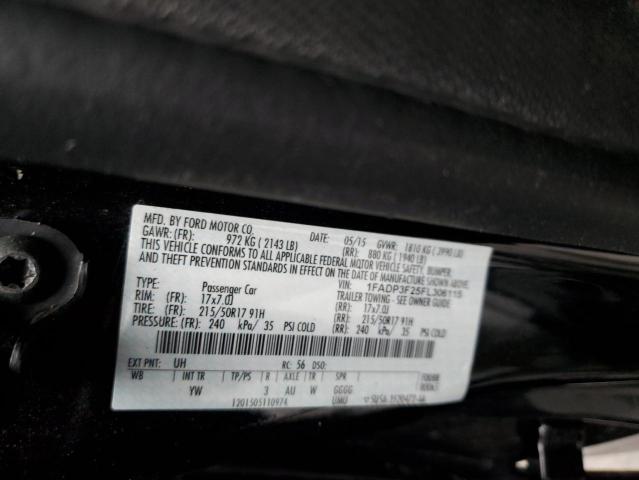 MFD. BY FORD MOTOR CO.
DATE: 05/15 GVWR: 1810 KG ( 3990 LB)
GAWR: (FR): 972 KG ( 2143 LB) (RR): 880 KG ( 1940 LB)
THIS VEHICLE CONFORMS TO ALL APPLICABLE FEDERAL MOTOR VEHICLE SAFETY, BUMPER,
AND THEFT PREVENTION STANDARDS IN EFFECT ON THE DATE OF MANUFACTURE SHOWN ABOVE.
VIN: 1FADP3F25FL306115
TYPE: Passenger Car TRAILER TOWING - SEE OWNER GUIDE
RIM: (FR): 17x7.0J (RR): 17x7.0J
TIRE: (FR): 215/50R17 91H (RR): 215/50R17 91H
PRESSURE: (FR): 240 kPa/ 35 PSI COLD (RR): 240 kPa/ 35 PSI COLD
EXT PNT: UH RC: 56 DSO:
WB INT TR TP/PS R AXLE TR SPR
YW 3 AU W GGGG
1201505110974 UMU